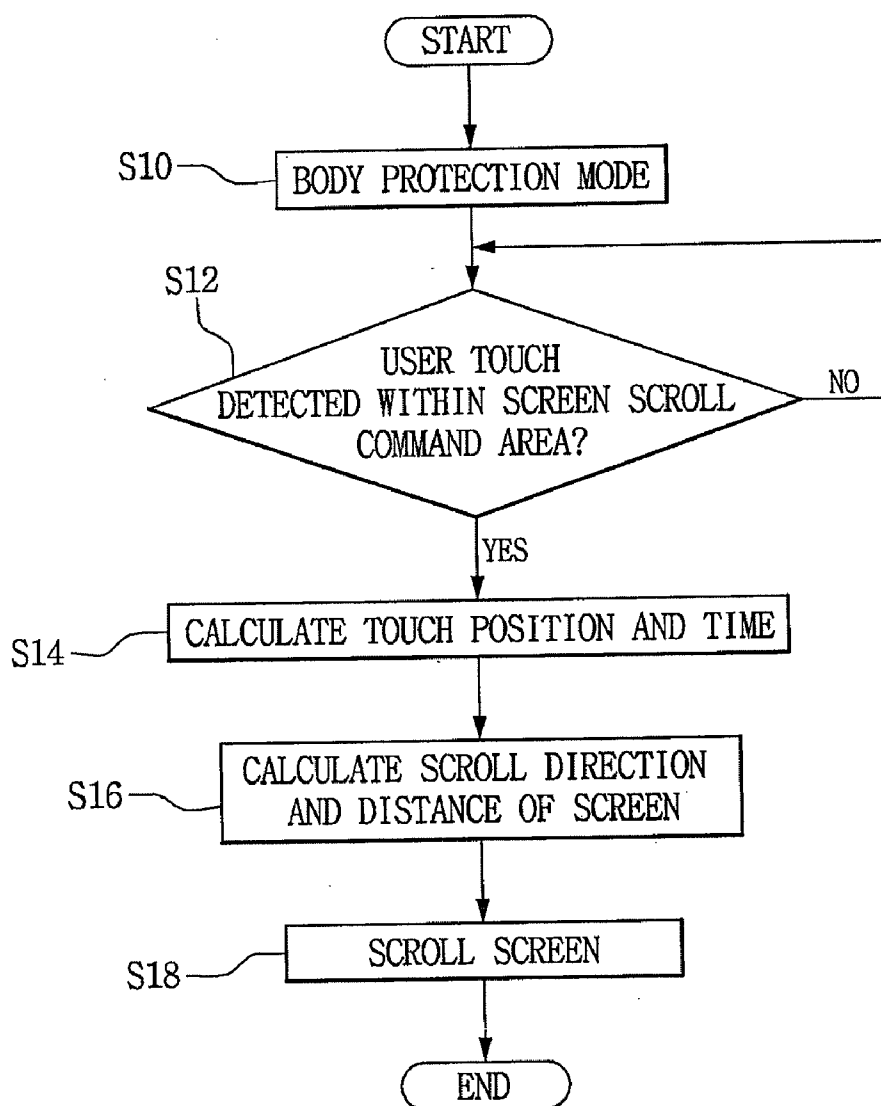 START
S10
BODY PROTECTION MODE
S12
USER TOUCH
DETECTED WITHIN SCREEN SCROLL
COMMAND AREA?
NO
YES
CALCULATE TOUCH POSITION AND TIME
S14
CALCULATE SCROLL DIRECTION
AND DISTANCE OF SCREEN
S16
SCROLL SCREEN
S18
END